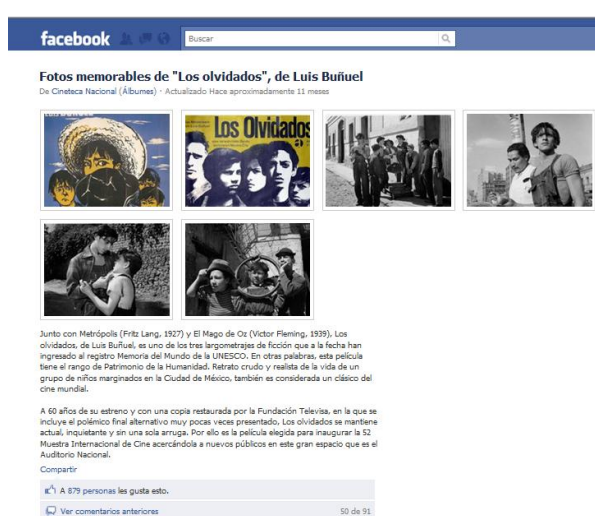 facebook
Buscar
Fotos memorables de "Los olvidados", de Luis Buñuel
De Cineteca Nacional (Álbumes) · Actualizado Hace aproximadamente 11 meses
Los Olvidados
Junto con Metrópolis (Fritz Lang, 1927) y El Mago de Oz (Victor Fleming, 1939), Los
olvidados, de Luis Buñuel, es uno de los tres largometrajes de ficción que a la fecha han
ingresado al registro Memoria del Mundo de la UNESCO. En otras palabras, esta película
tiene el rango de Patrimonio de la Humanidad. Retrato crudo y realista de la vida de un
grupo de niños marginados en la Ciudad de México, también es considerada un clásico del
cine mundial.
A 60 años de su estreno y con una copia restaurada por la Fundación Televisa, en la que se
incluye el polémico final alternativo muy pocas veces presentado, Los olvidados se mantiene
actual, inquietante y sin una sola arruga. Por ello es la película elegida para inaugurar la 52
Muestra Internacional de Cine acercándola a nuevos públicos en este gran espacio que es el
Auditorio Nacional.
Compartir
A 879 personas les gusta esto.
Ver comentarios anteriores
50 de 91